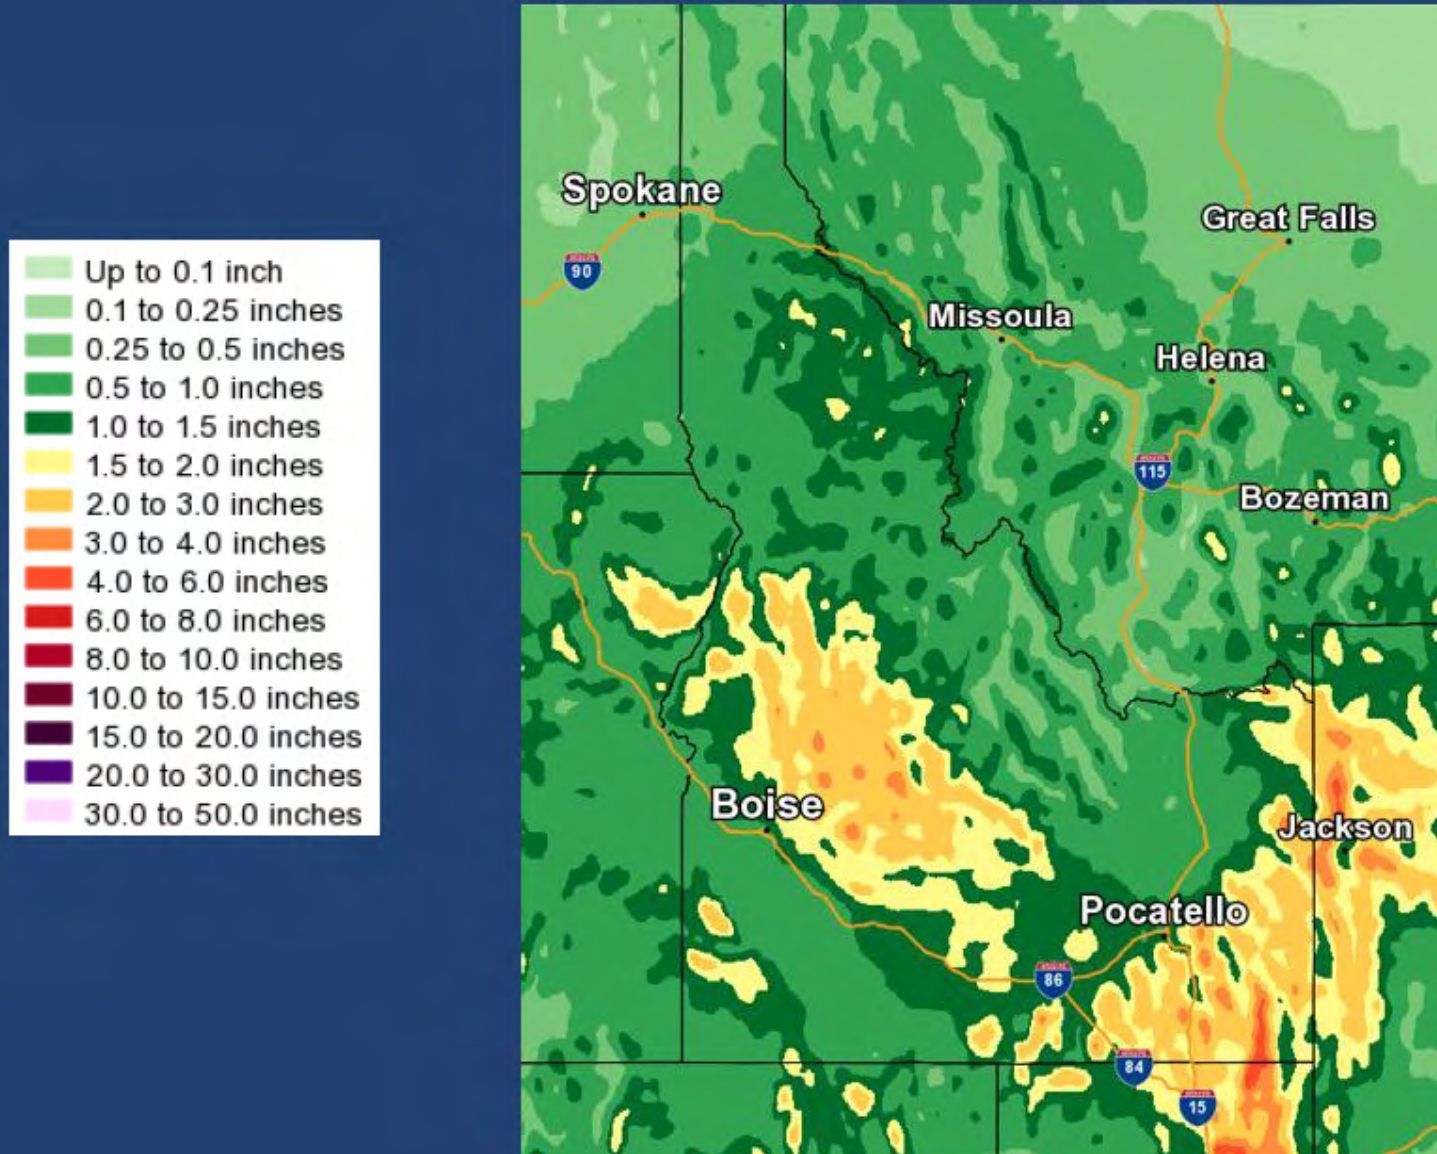 Up to 0.1 inch
0.1 to 0.25 inches
0.25 to 0.5 inches
0.5 to 1.0 inches
1.0 to 1.5 inches
1.5 to 2.0 inches
2.0 to 3.0 inches
3.0 to 4.0 inches
4.0 to 6.0 inches
6.0 to 8.0 inches
8.0 to 10.0 inches
10.0 to 15.0 inches
15.0 to 20.0 inches
20.0 to 30.0 inches
30.0 to 50.0 inches
Spokane
Great Falls
90
Missoula
Helena
115
Bozeman
Boise
Jackson
Pocatello
86
84
15